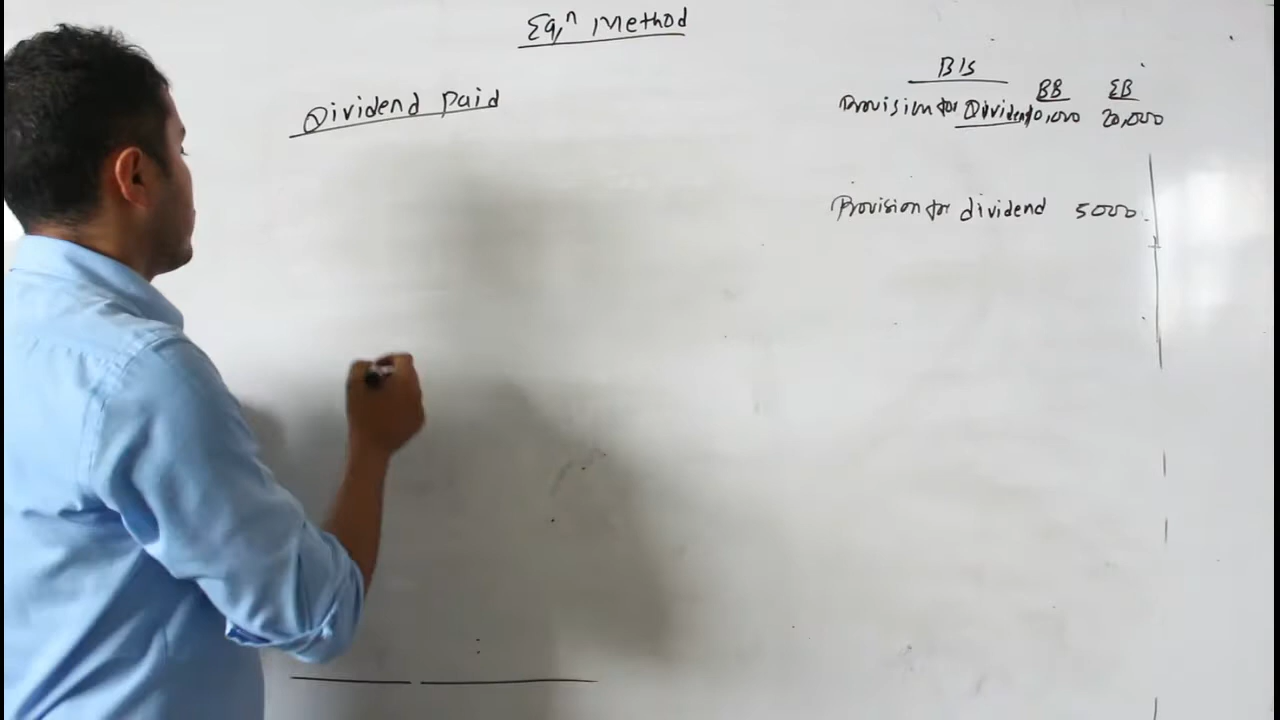 Eqⁿ Method
Dividend Paid
B/s
BB EB
Provision for Dividend 10,000 20,000
Provision for dividend 5000